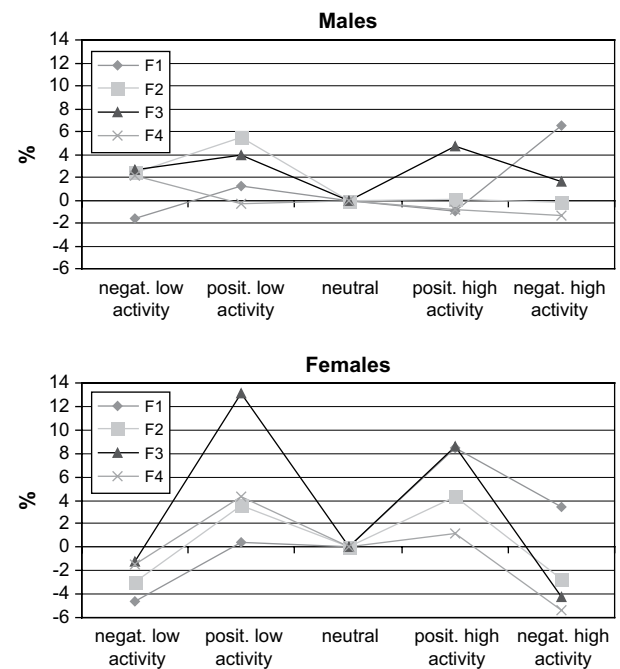 Males
14
12
10
8
6
4
2
0
-2
-4
-6
%
F1
F2
F3
F4
negat. low activity
posit. low activity
neutral
posit. high activity
negat. high activity
Females
14
12
10
8
6
4
2
0
-2
-4
-6
%
F1
F2
F3
F4
negat. low activity
posit. low activity
neutral
posit. high activity
negat. high activity